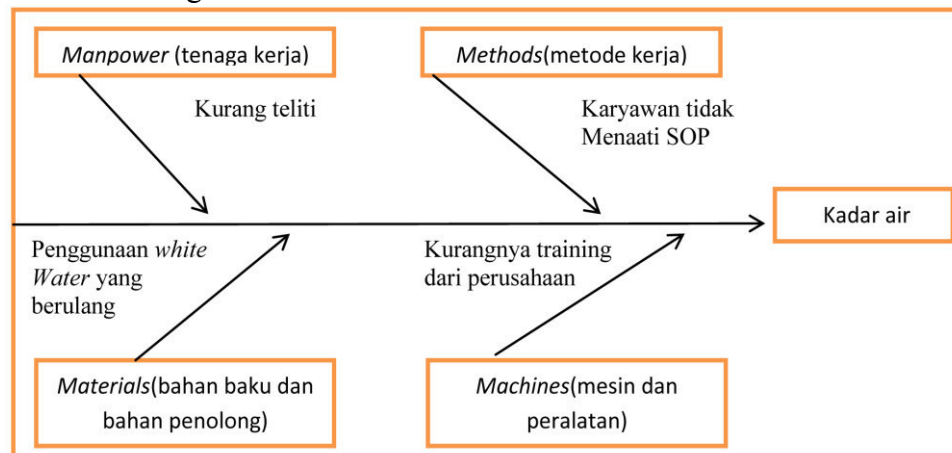 Manpower (tenaga kerja)
Methods(metode kerja)
Kurang teliti
Karyawan tidak
Menaati SOP
Kadar air
Penggunaan white
Water yang
berulang
Kurangnya training
dari perusahaan
Materials(bahan baku dan
bahan penolong)
Machines(mesin dan
peralatan)